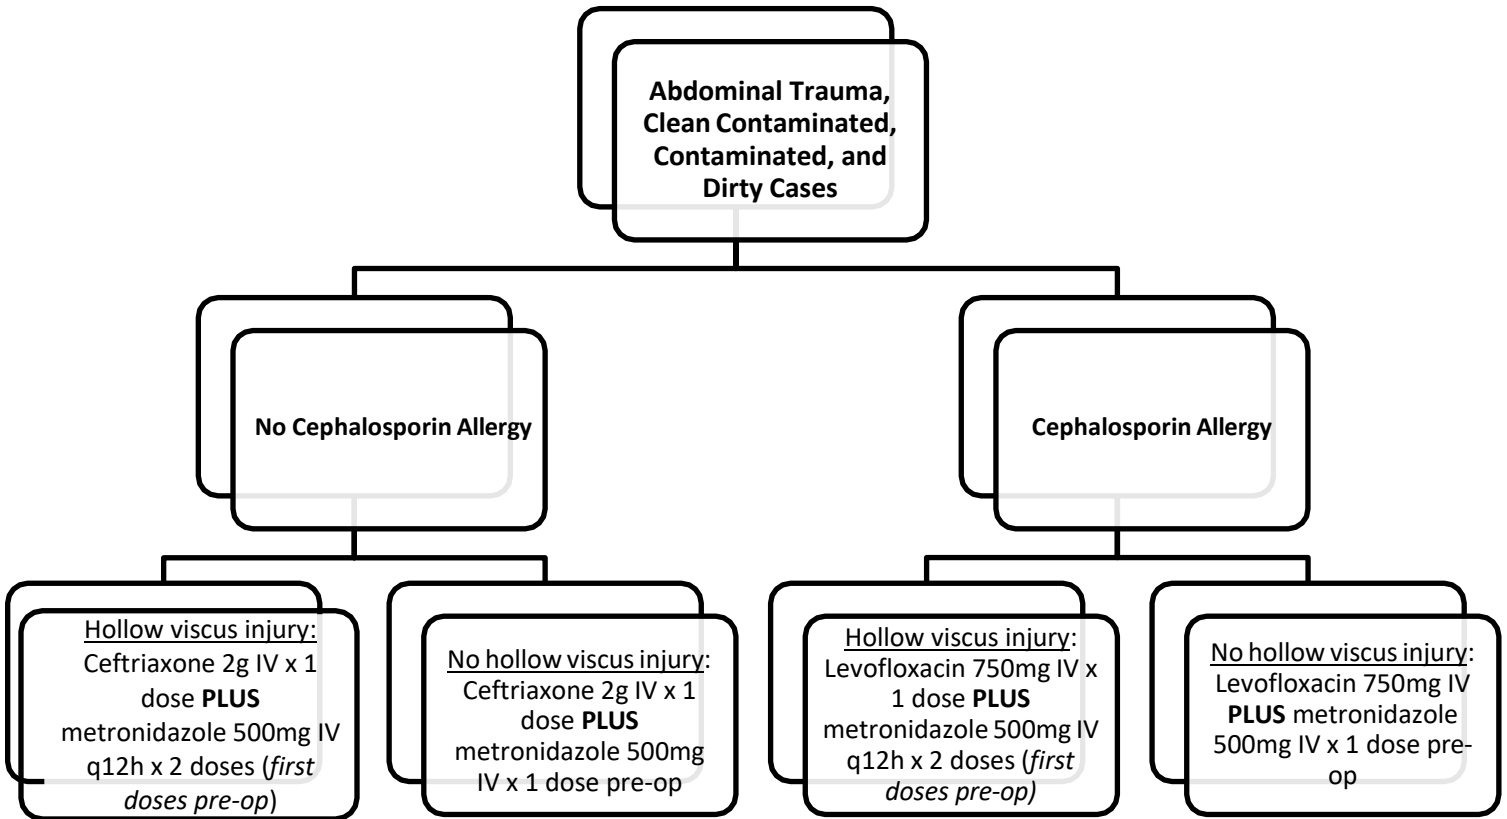 Abdominal Trauma,
Clean Contaminated,
Contaminated, and
Dirty Cases
No Cephalosporin Allergy
Cephalosporin Allergy
Hollow viscus injury:
Ceftriaxone 2g IV x 1
dose PLUS
metronidazole 500mg IV
q12h x 2 doses (first
doses pre-op)
No hollow viscus injury:
Ceftriaxone 2g IV x 1
dose PLUS
metronidazole 500mg
IV x 1 dose pre-op
Hollow viscus injury:
Levofloxacin 750mg IV x
1 dose PLUS
metronidazole 500mg IV
q12h x 2 doses (first
doses pre-op)
No hollow viscus injury:
Levofloxacin 750mg IV
PLUS metronidazole
500mg IV x 1 dose pre-
op